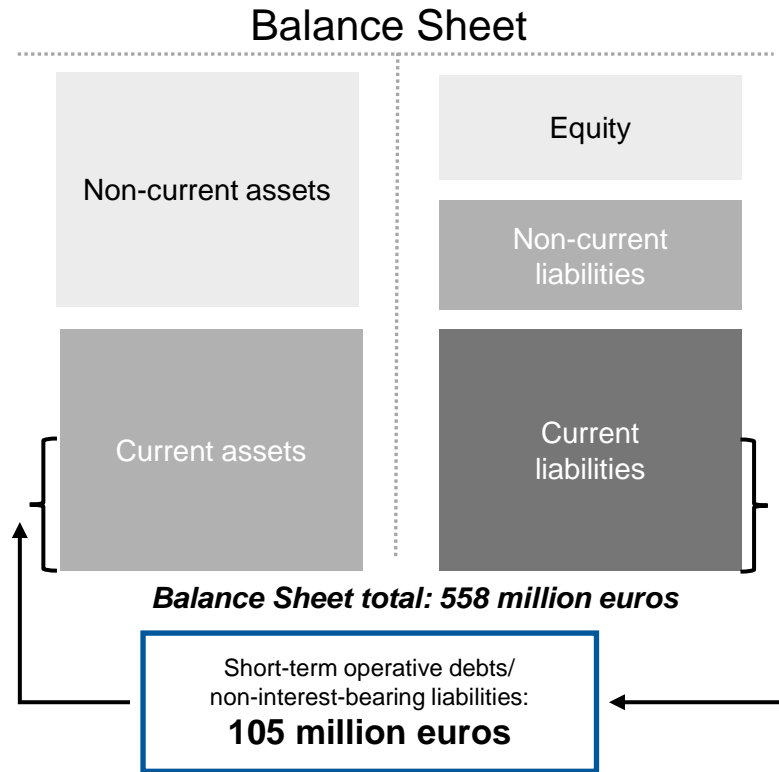 Balance Sheet
Non-current assets
Current assets
Equity
Non-current
liabilities
Current
liabilities
Balance Sheet total: 558 million euros
Short-term operative debts/
non-interest-bearing liabilities:
105 million euros